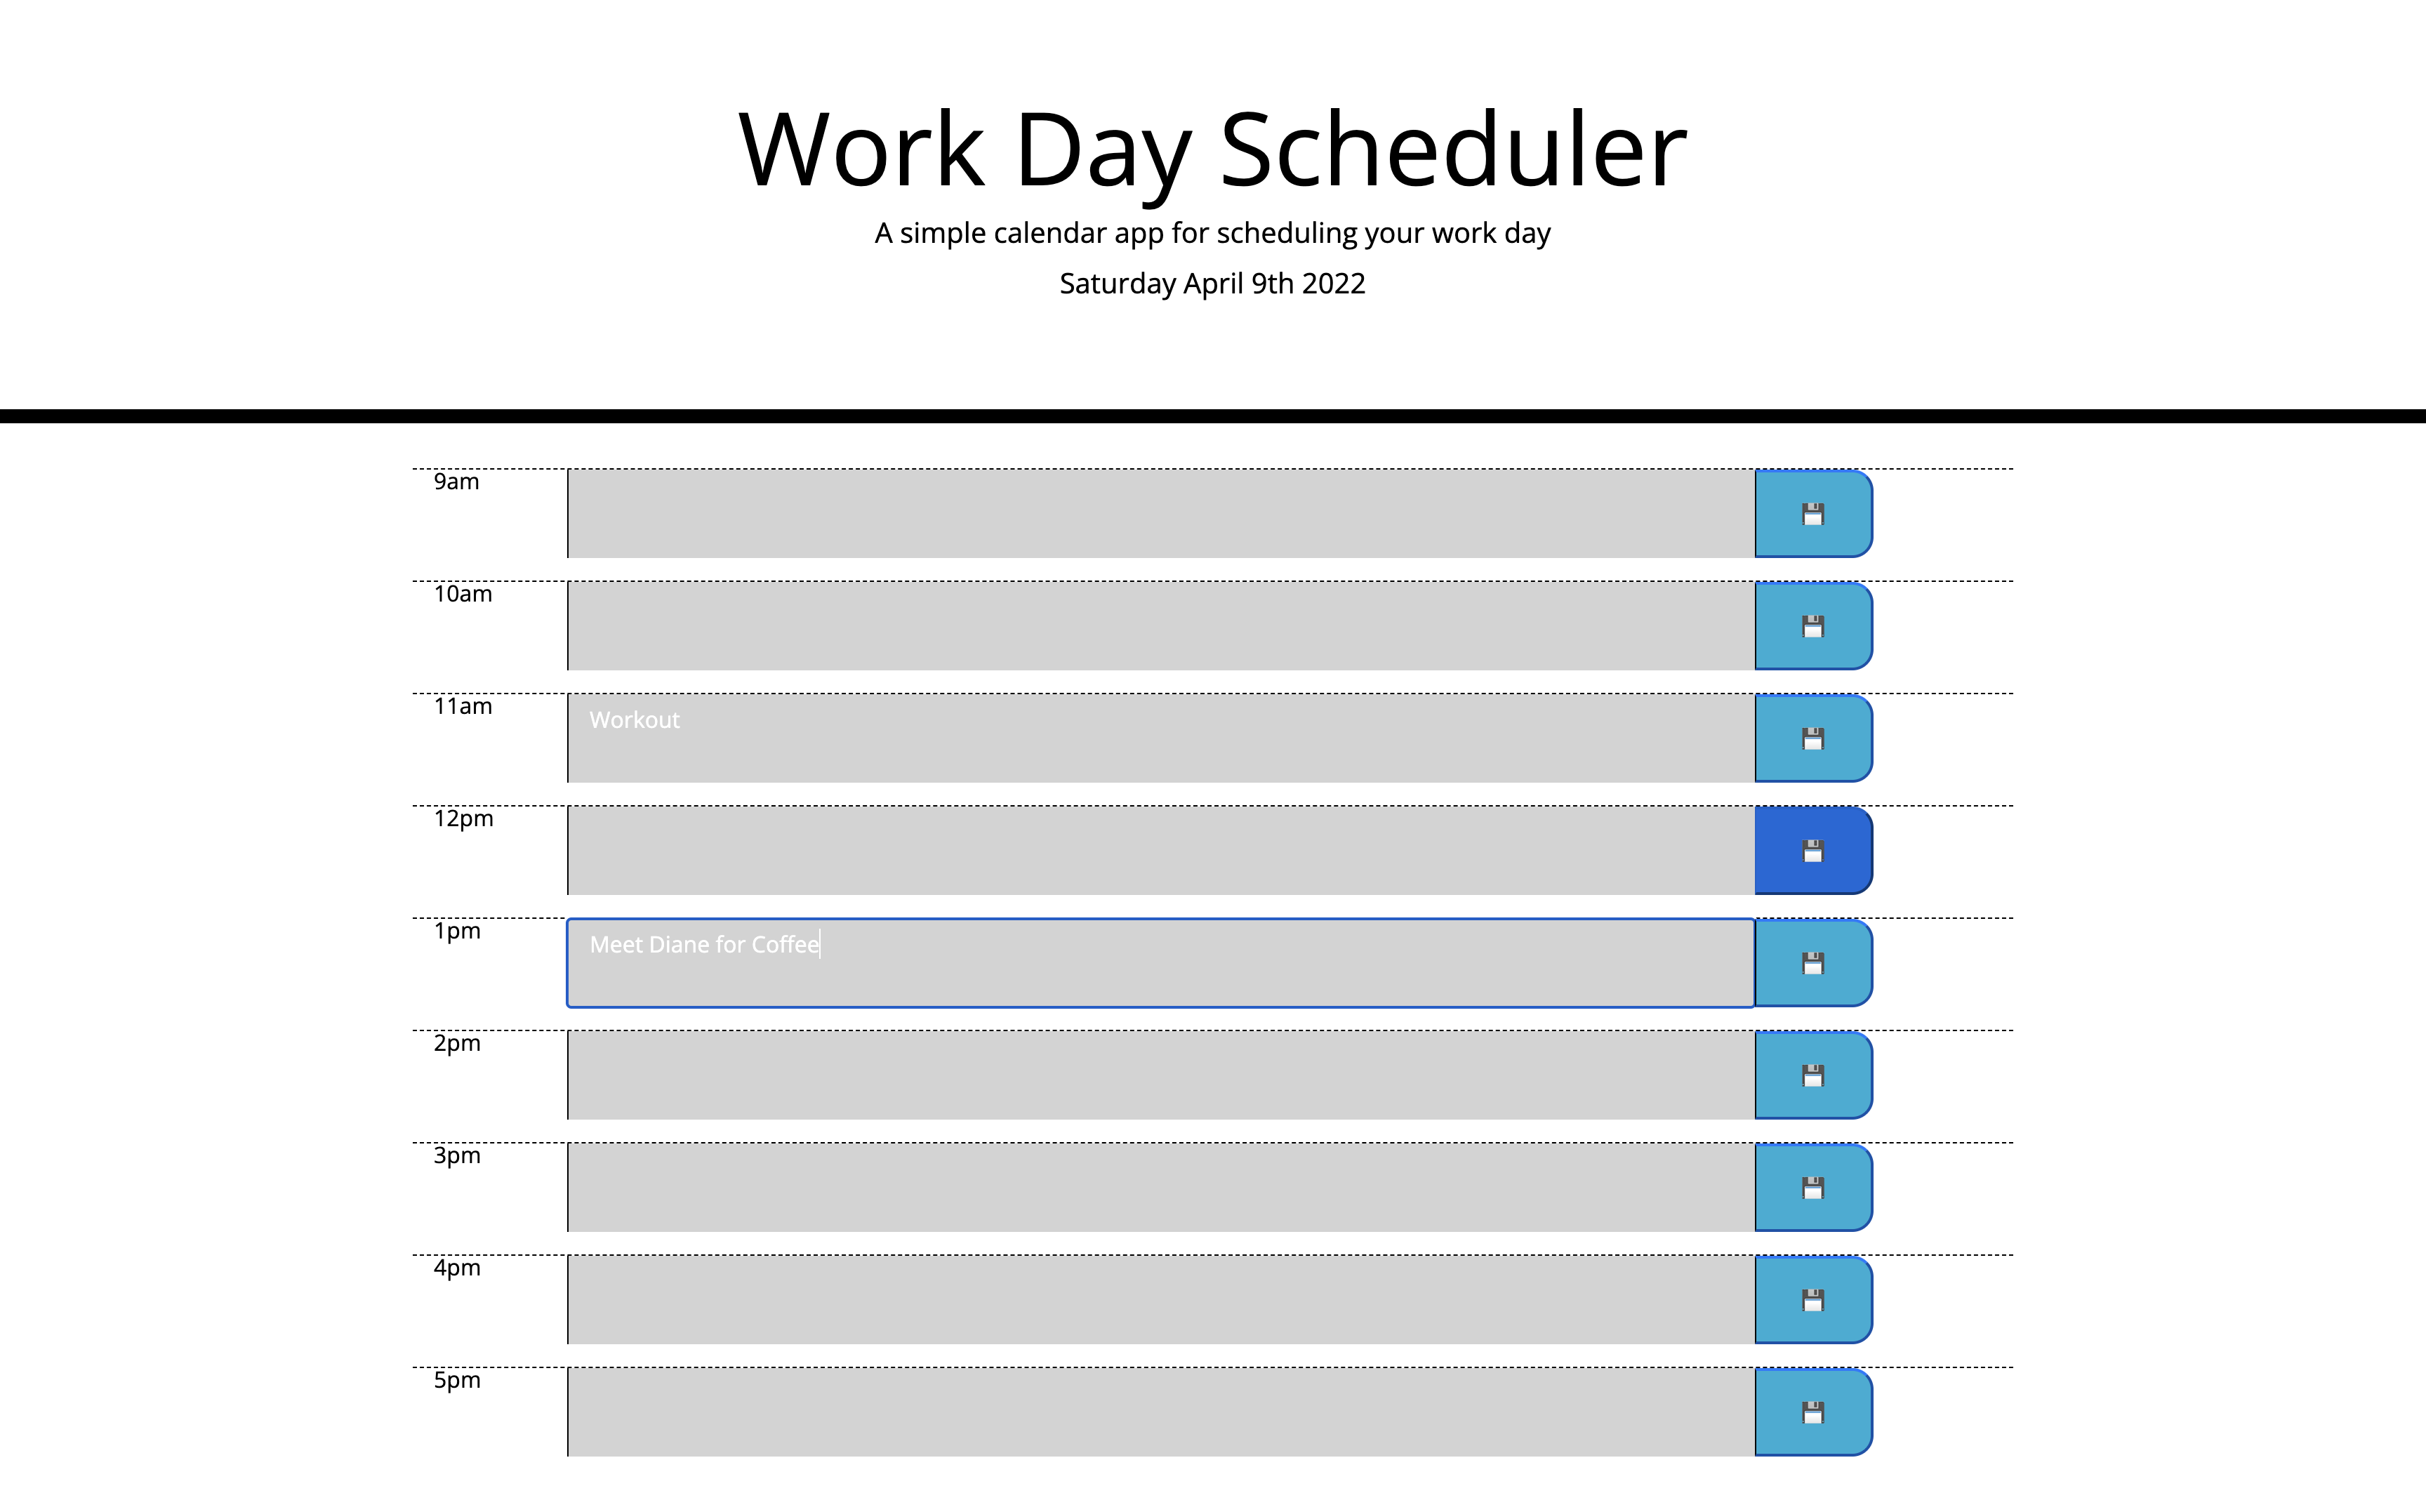 Work Day Scheduler
A simple calendar app for scheduling your work day
Saturday April 9th 2022
9am
10am
11am
Workout
12pm
1pm
Meet Diane for Coffee
2pm
3pm
4pm
5pm